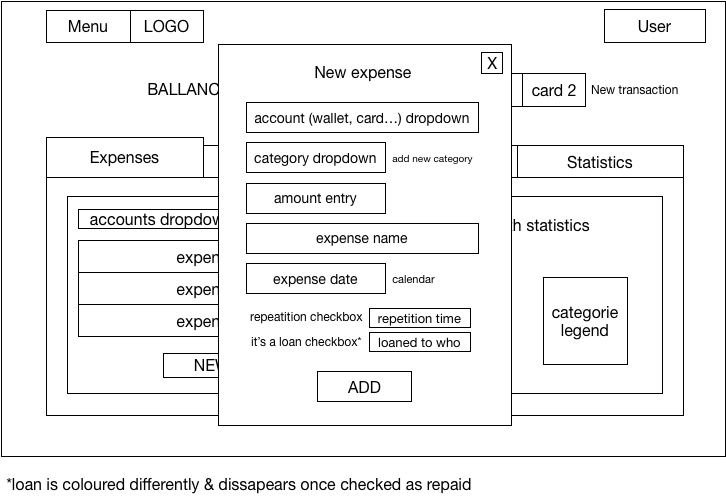 Menu LOGO User
New expense X
BALLANC card 2 New transaction
account (wallet, card...) dropdown
Expenses category dropdown add new category Statistics
amount entry
accounts dropdow h statistics
expense name
expen
expense date calendar
expen
categorie
legend
repeatition checkbox repetition time
expen
it's a loan checkbox* loaned to who
NEW
ADD
*loan is coloured differently & dissapears once checked as repaid